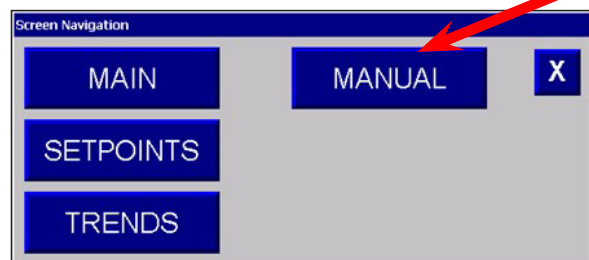 Screen Navigation
MAIN
MANUAL
X
SETPOINTS
TRENDS